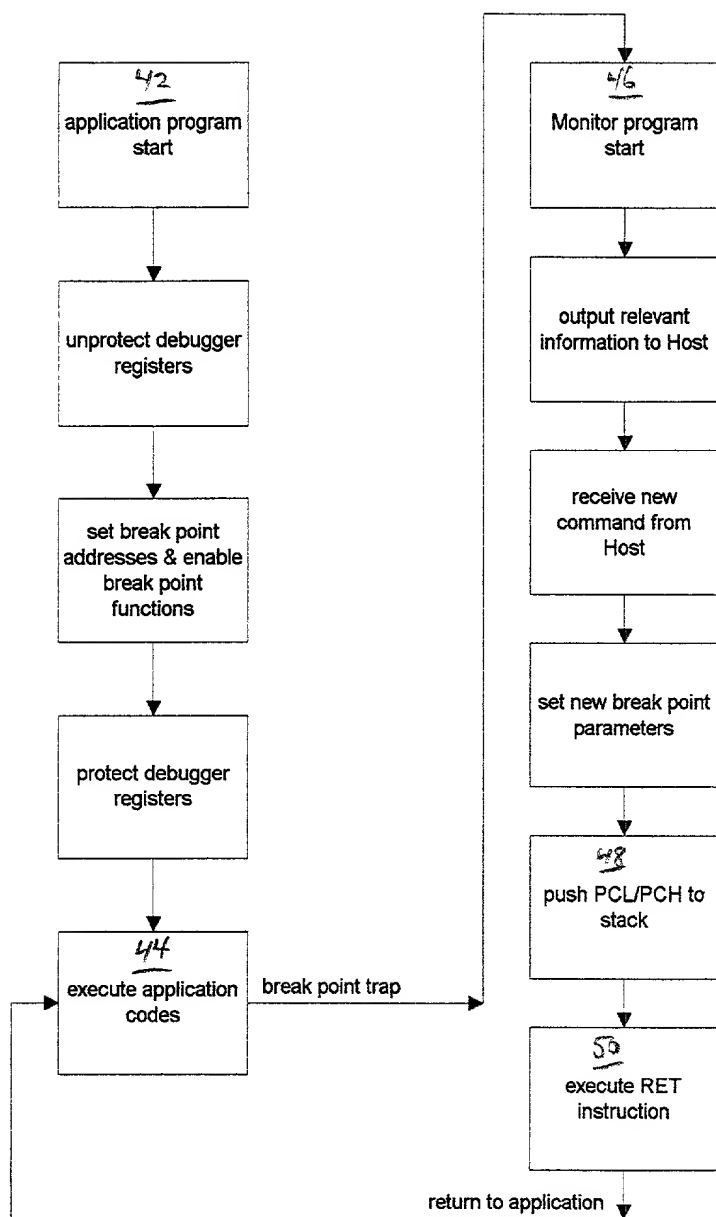 42
application program
start
unprotect debugger
registers
set break point
addresses & enable
break point
functions
protect debugger
registers
44
execute application
codes
break point trap
46
Monitor program
start
output relevant
information to Host
receive new
command from
Host
set new break point
parameters
48
push PCL/PCH to
stack
50
execute RET
instruction
return to application